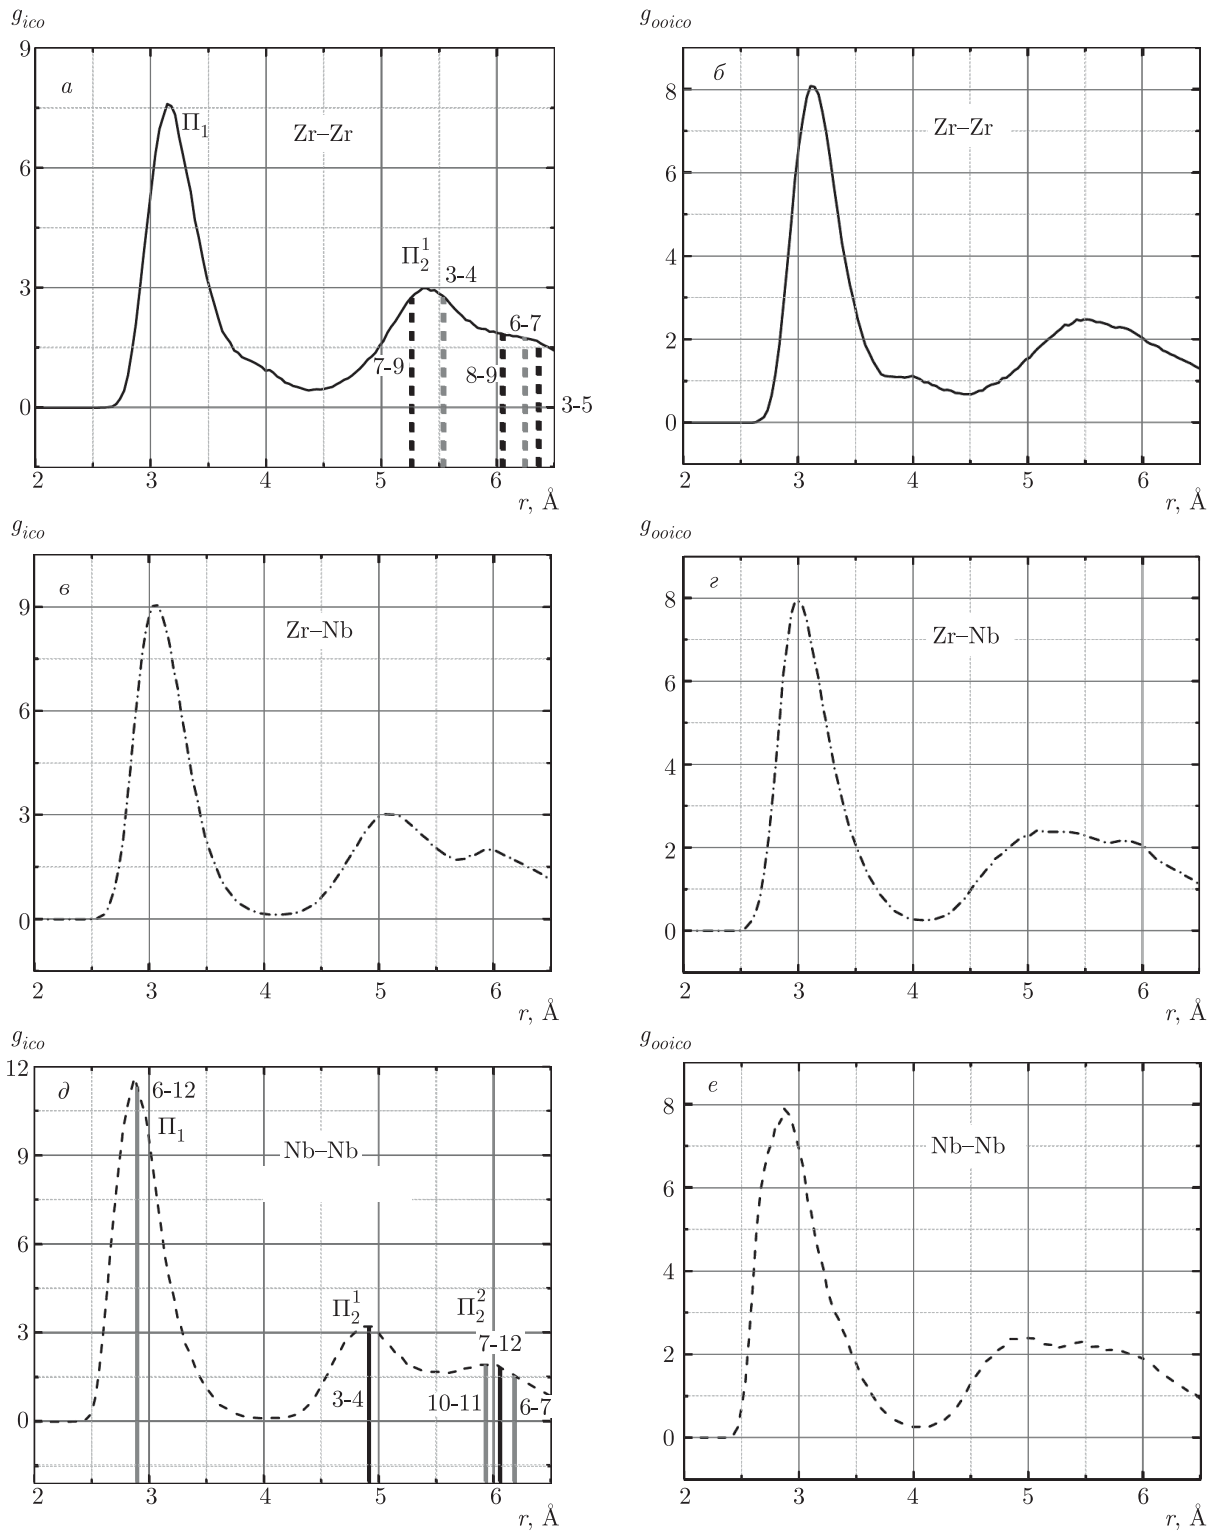 g_ico
9
а
П_1
Zr–Zr
6
П_2^1
3-4
3
6-7
7-9
8-9
0
3-5
2 3 4 5 6
r, Å
g_ooico
б
8
Zr–Zr
6
4
2
0
2 3 4 5 6
r, Å
g_ico
в
9
Zr–Nb
6
3
0
2 3 4 5 6
r, Å
g_ooico
г
8
Zr–Nb
6
4
2
0
2 3 4 5 6
r, Å
g_ico
12
д
6-12
П_1
9
Nb–Nb
6
П_2^1
П_2^2
3
7-12
3-4
10-11
6-7
0
2 3 4 5 6
r, Å
g_ooico
е
8
Nb–Nb
6
4
2
0
2 3 4 5 6
r, Å